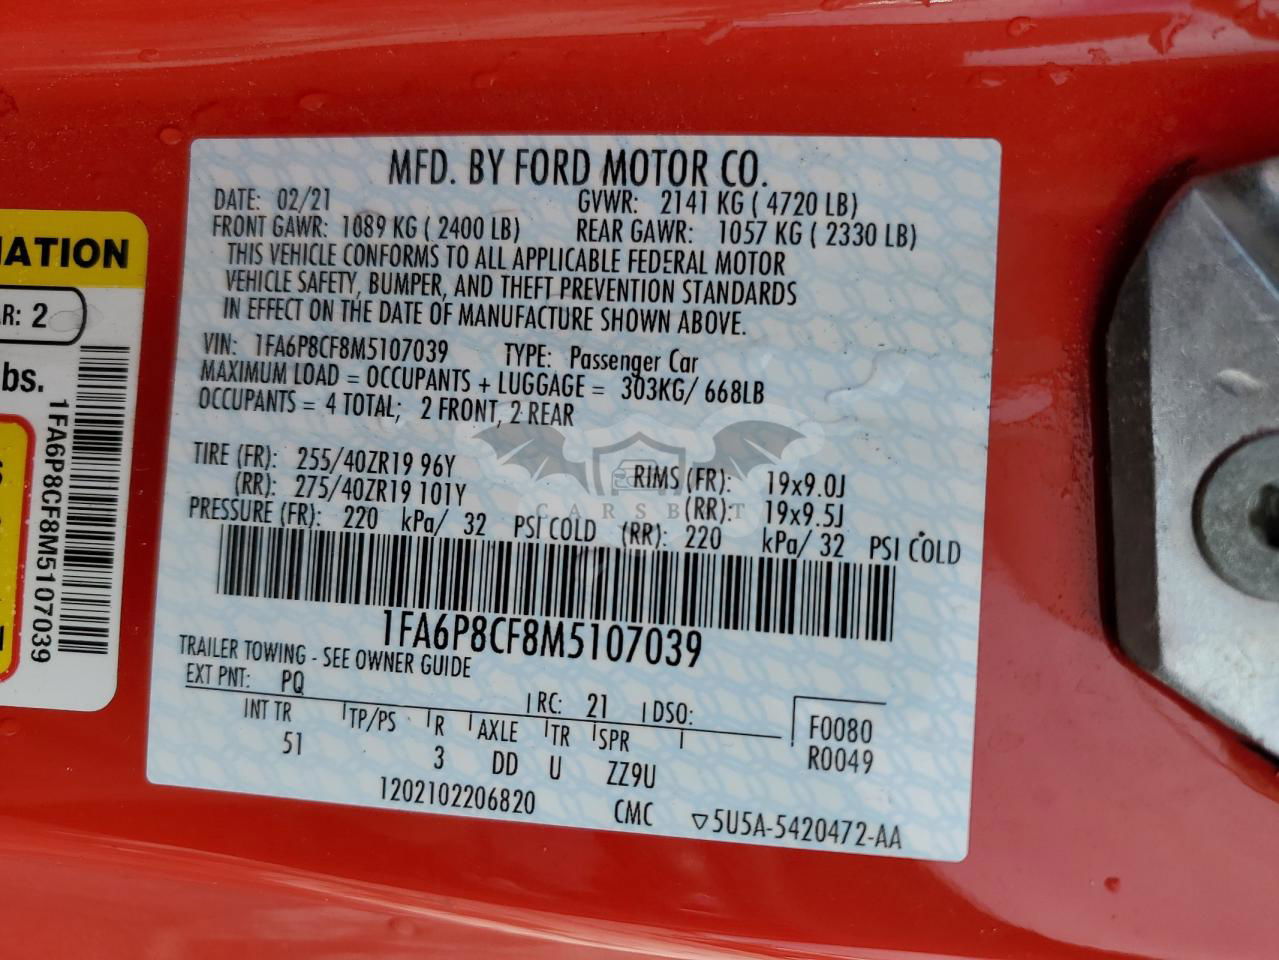 MFD. BY FORD MOTOR CO.
DATE: 02/21 GVWR: 2141 KG ( 4720 LB)
FRONT GAWR: 1089 KG ( 2400 LB) REAR GAWR: 1057 KG ( 2330 LB)
THIS VEHICLE CONFORMS TO ALL APPLICABLE FEDERAL MOTOR
VEHICLE SAFETY, BUMPER, AND THEFT PREVENTION STANDARDS
IN EFFECT ON THE DATE OF MANUFACTURE SHOWN ABOVE.
VIN: 1FA6P8CF8M5107039 TYPE: Passenger Car
MAXIMUM LOAD = OCCUPANTS + LUGGAGE = 303KG/ 668LB
OCCUPANTS = 4 TOTAL; 2 FRONT, 2 REAR
TIRE (FR): 255/40ZR19 96Y RIMS (FR): 19x9.0J
(RR): 275/40ZR19 101Y (RR): 19x9.5J
PRESSURE (FR): 220 kPa/ 32 PSI COLD (RR): 220 kPa/ 32 PSI COLD
1FA6P8CF8M5107039
TRAILER TOWING - SEE OWNER GUIDE
EXT PNT: PQ RC: 21 DSO:
INT TR TP/PS R AXLE TR SPR F0080
51 3 DD U ZZ9U R0049
1202102206820 CMC ▽5U5A-5420472-AA
CARSBAT
R: 2
bs.
1FA6P8CF8M5107039